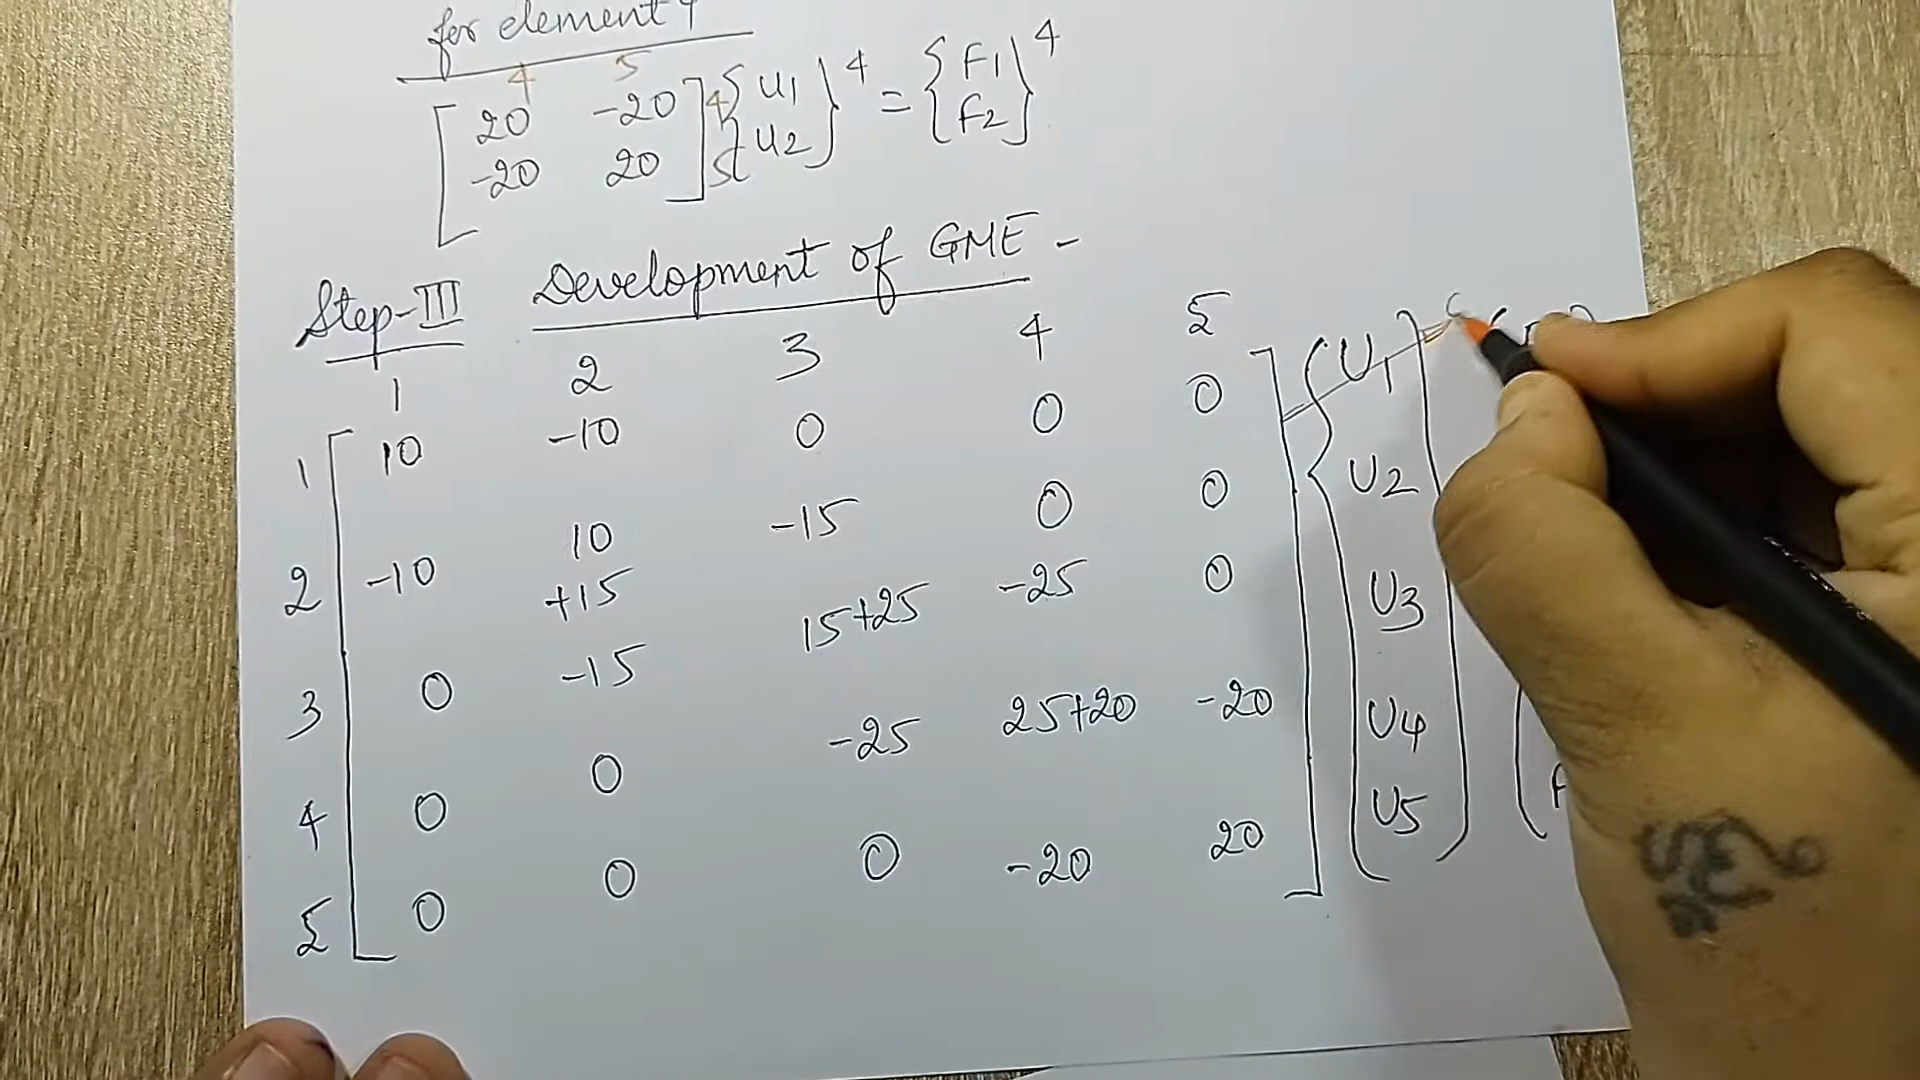 for element 4
4 5
[20 -20] 4 {U1}⁴ = {F1}⁴
[-20 20] 5 {U2} {F2}
Step-III Development of GME -
1 2 3 4 5
1 10 -10 0 0 0 U1
2 -10 10 +15 -15 0 0 U2
3 0 -15 15+25 -25 0 U3
4 0 0 -25 25+20 -20 U4
5 0 0 0 -20 20 U5